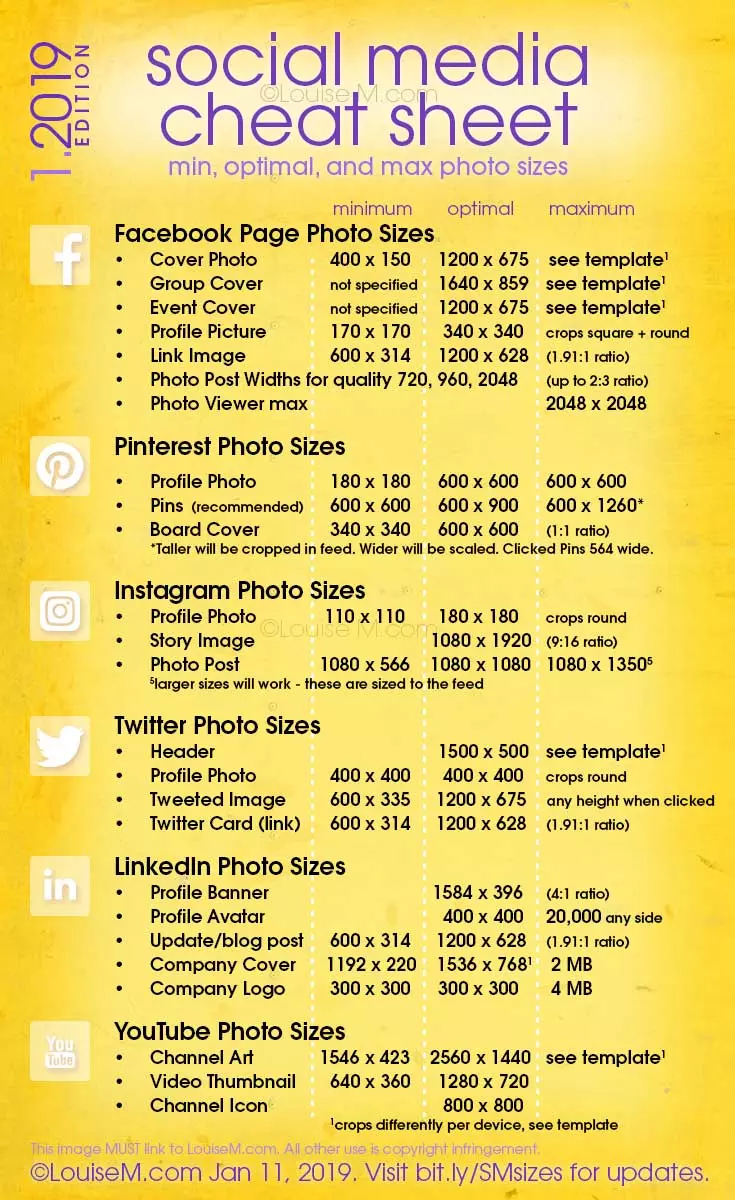 1.2019
EDITION
social media
©LouiseM.com
cheat sheet
min, optimal, and max photo sizes
minimum optimal maximum
Facebook Page Photo Sizes
• Cover Photo 400 x 150 1200 x 675 see template¹
• Group Cover not specified 1640 x 859 see template¹
• Event Cover not specified 1200 x 675 see template¹
• Profile Picture 170 x 170 340 x 340 crops square + round
• Link Image 600 x 314 1200 x 628 (1.91:1 ratio)
• Photo Post Widths for quality 720, 960, 2048 (up to 2:3 ratio)
• Photo Viewer max 2048 x 2048
Pinterest Photo Sizes
• Profile Photo 180 x 180 600 x 600 600 x 600
• Pins (recommended) 600 x 600 600 x 900 600 x 1260*
• Board Cover 340 x 340 600 x 600 (1:1 ratio)
*Taller will be cropped in feed. Wider will be scaled. Clicked Pins 564 wide.
Instagram Photo Sizes
• Profile Photo 110 x 110 180 x 180 crops round
©LouiseM.com
• Story Image 1080 x 1920 (9:16 ratio)
• Photo Post 1080 x 566 1080 x 1080 1080 x 1350⁵
⁵larger sizes will work - these are sized to the feed
Twitter Photo Sizes
• Header 1500 x 500 see template¹
• Profile Photo 400 x 400 400 x 400 crops round
• Tweeted Image 600 x 335 1200 x 675 any height when clicked
• Twitter Card (link) 600 x 314 1200 x 628 (1.91:1 ratio)
in
LinkedIn Photo Sizes
• Profile Banner 1584 x 396 (4:1 ratio)
• Profile Avatar 400 x 400 20,000 any side
• Update/blog post 600 x 314 1200 x 628 (1.91:1 ratio)
• Company Cover 1192 x 220 1536 x 768¹ 2 MB
• Company Logo 300 x 300 300 x 300 4 MB
You
Tube
YouTube Photo Sizes
• Channel Art 1546 x 423 2560 x 1440 see template¹
• Video Thumbnail 640 x 360 1280 x 720
• Channel Icon 800 x 800
¹crops differently per device, see template
This image MUST link to LouiseM.com. All other use is copyright infringement.
©LouiseM.com Jan 11, 2019. Visit bit.ly/SMsizes for updates.